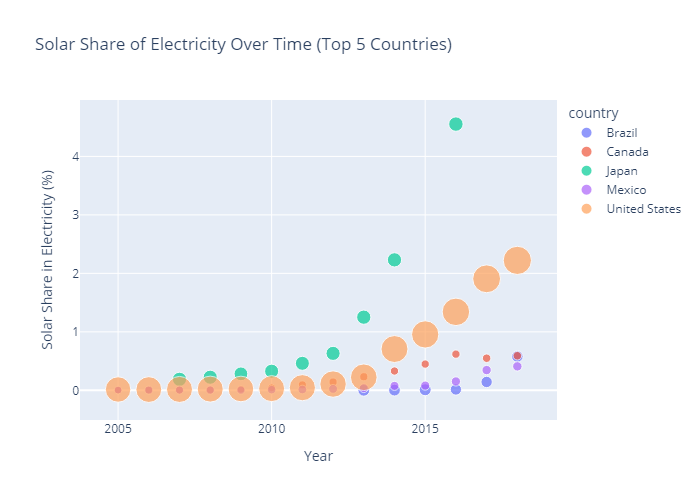 Solar Share of Electricity Over Time (Top 5 Countries)
country
Brazil
Canada
Japan
Mexico
United States
Solar Share in Electricity (%)
4
3
2
1
0
2005
2010
2015
Year